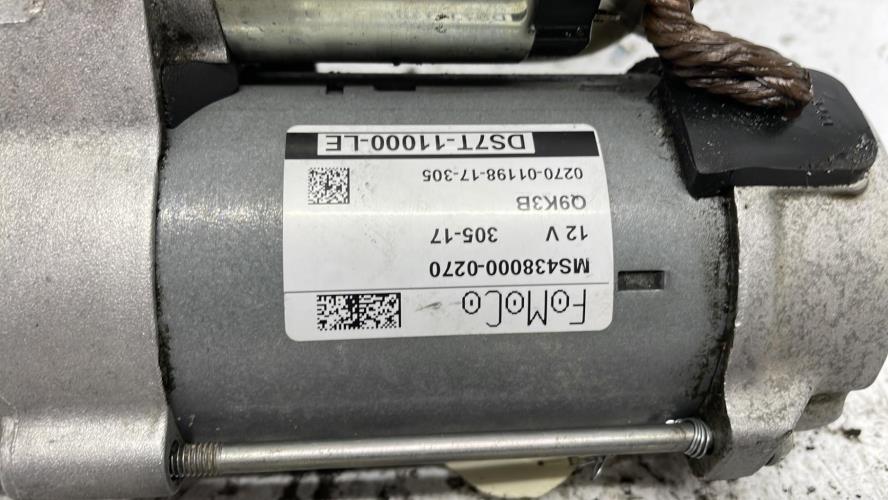 FoMoCo
MS438000-0270
12 V 305-17
Q9K3B
0270-01198-17-305
DS7T-11000-LE